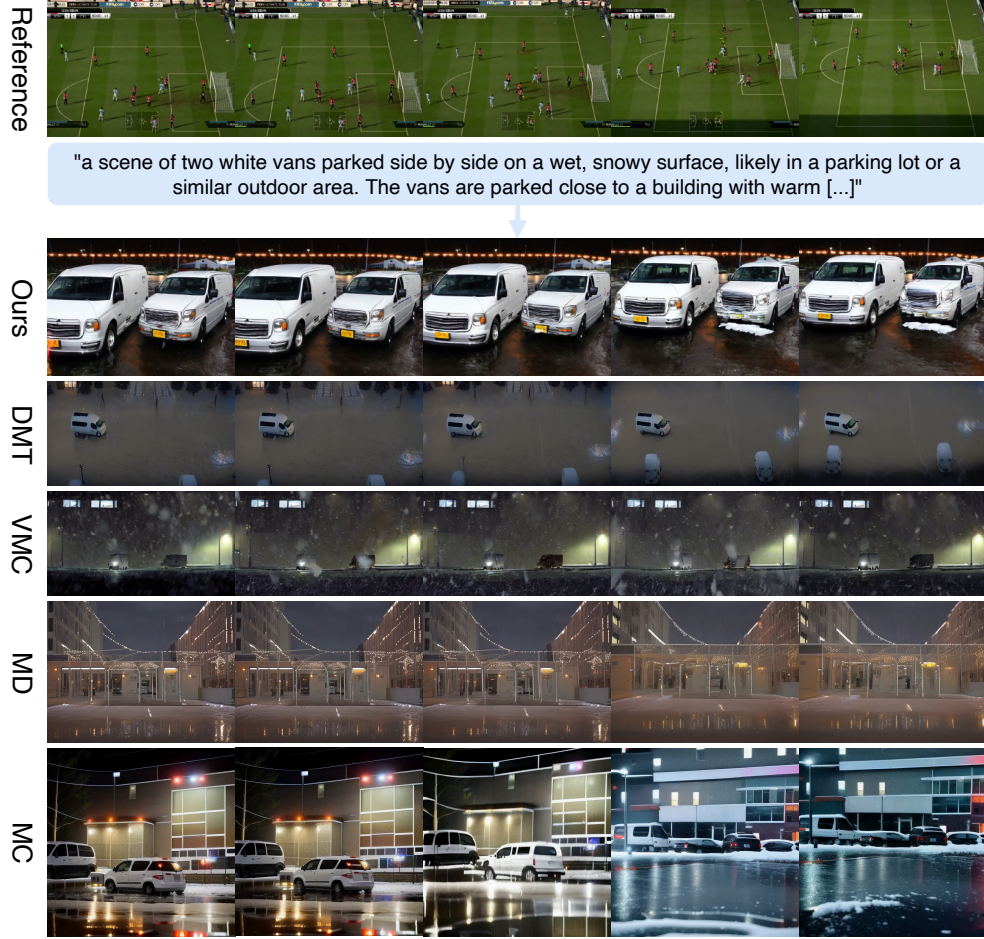 Reference
"a scene of two white vans parked side by side on a wet, snowy surface, likely in a parking lot or a
similar outdoor area. The vans are parked close to a building with warm [...]"
Ours
DMT
VMC
MD
MC